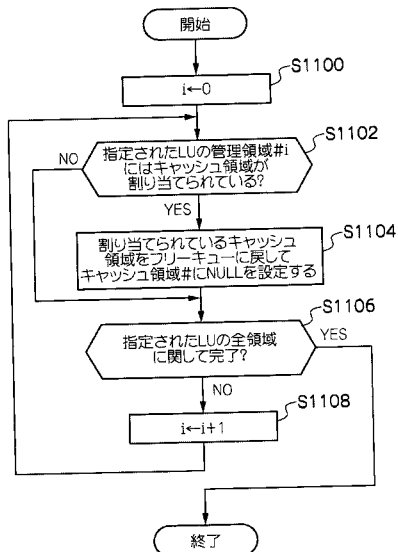 開始
S1100
i←0
S1102
指定されたLUの管理領域#i
にはキャッシュ領域が
割り当てられている?
NO
YES
S1104
割り当てられているキャッシュ
領域をフリーキューに戻して
キャッシュ領域#にNULLを設定する
S1106
指定されたLUの全領域
に関して完了?
YES
NO
S1108
i←i+1
終了